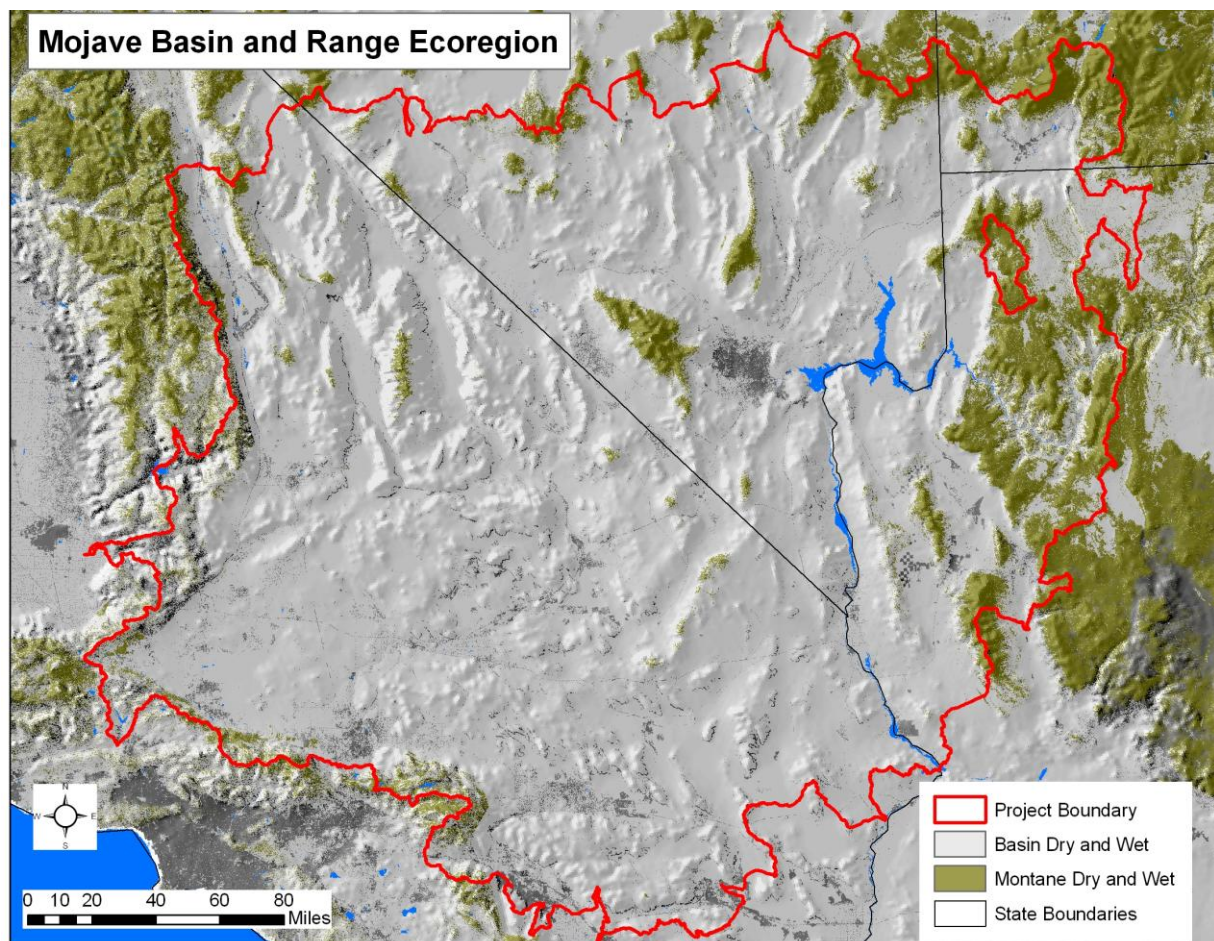 Mojave Basin and Range Ecoregion
N
W E
S
0 10 20 40 60 80
Miles
Project Boundary
Basin Dry and Wet
Montane Dry and Wet
State Boundaries